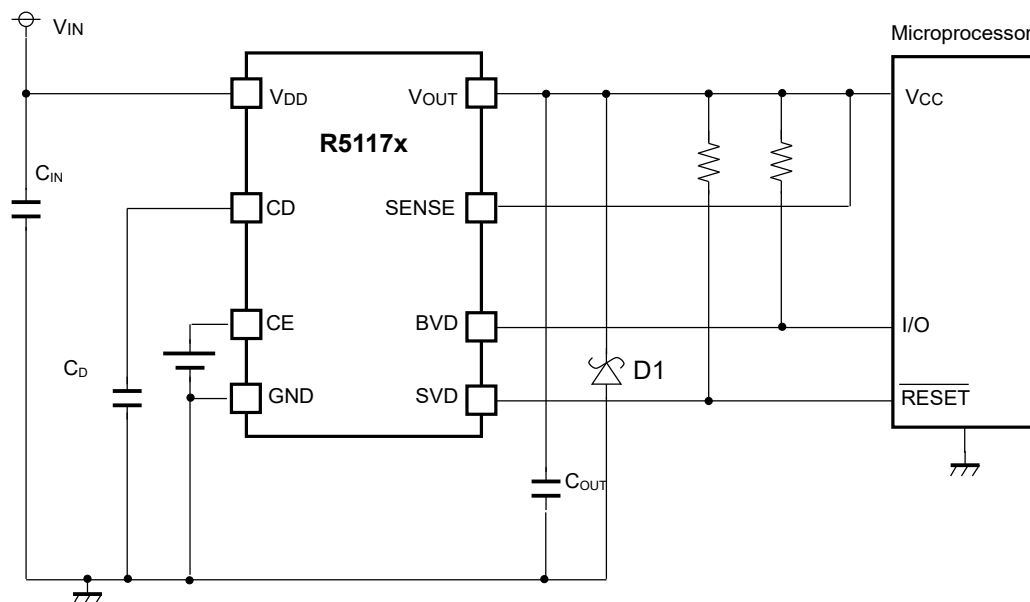 VIN
Microprocessor
VDD
VOUT
VCC
R5117x
CIN
CD
SENSE
CE
BVD
I/O
CD
D1
GND
SVD
RESET
COUT